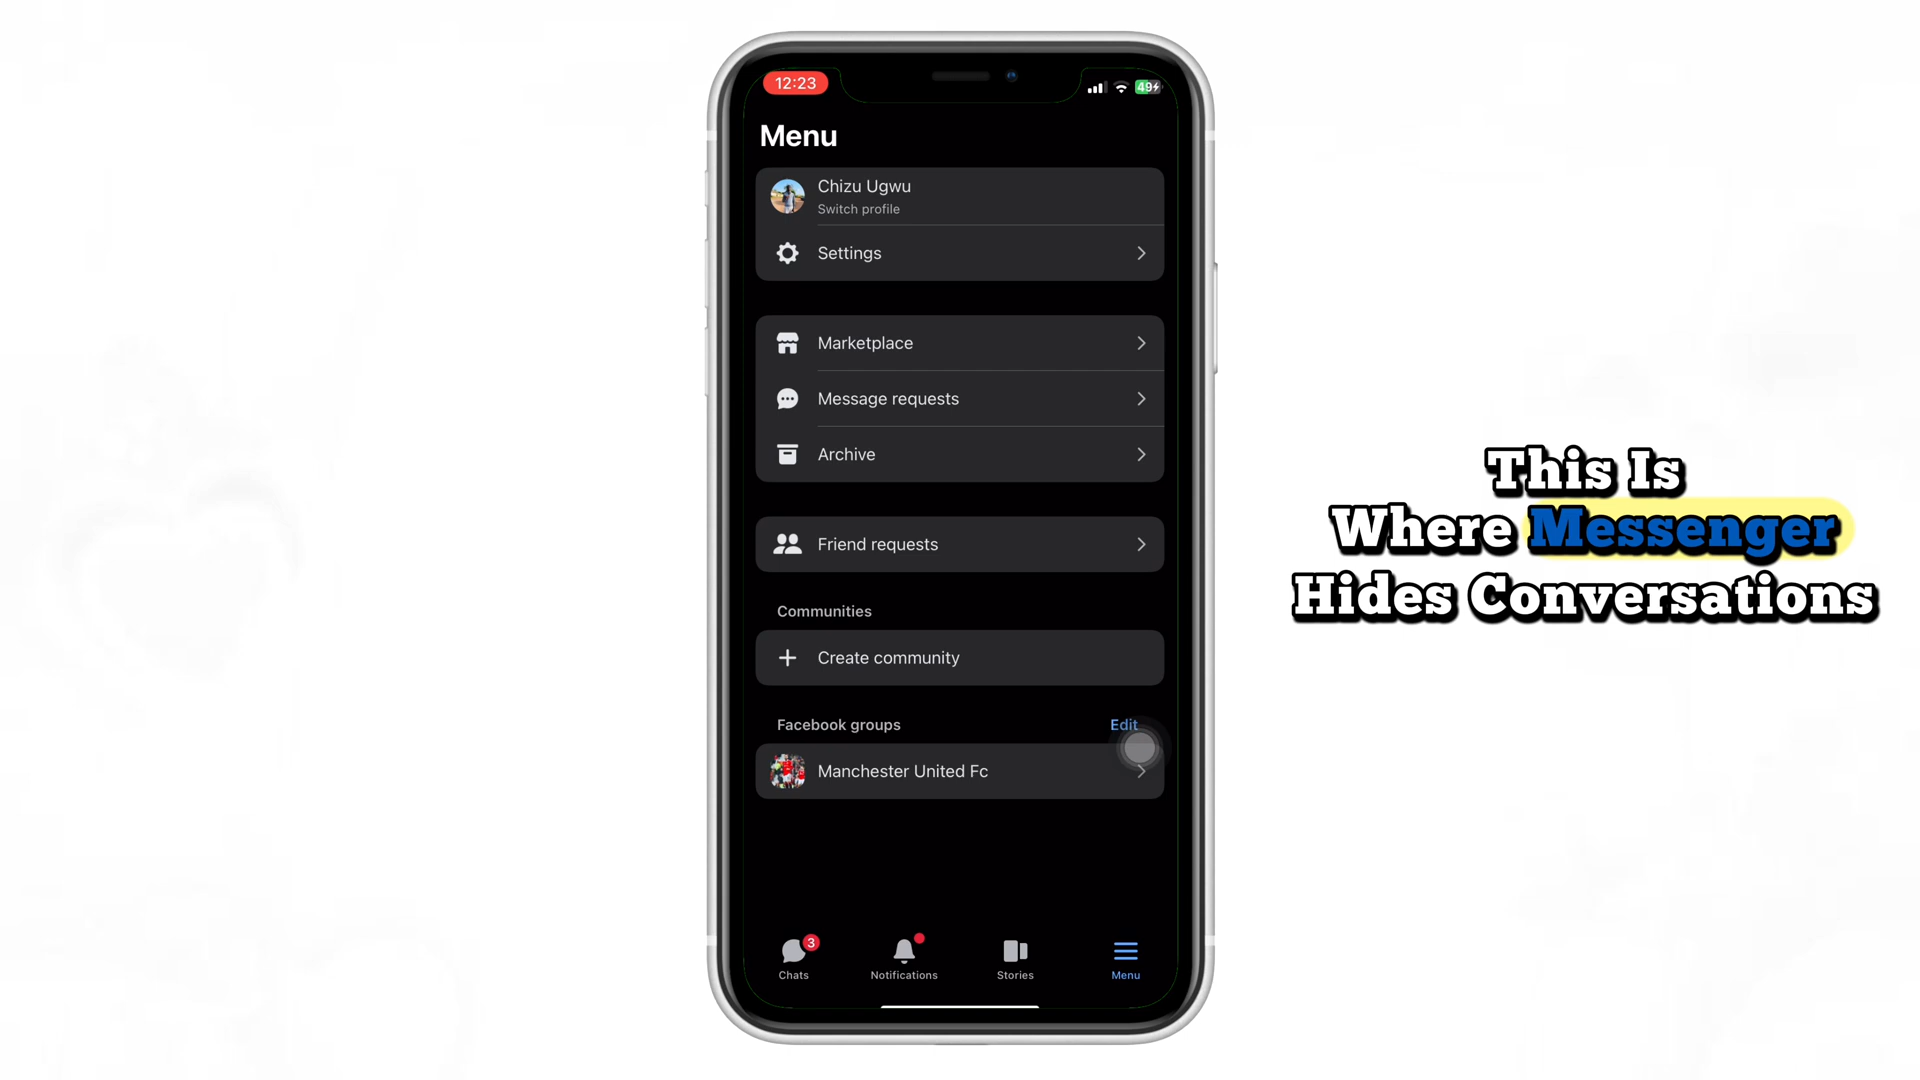 12:23
49
Menu
Chizu Ugwu
Switch profile
Settings
Marketplace
Message requests
Archive
Friend requests
Communities
Create community
Facebook groups
Edit
Manchester United Fc
3
Chats
Notifications
Stories
Menu
This Is
Where Messenger
Hides Conversations